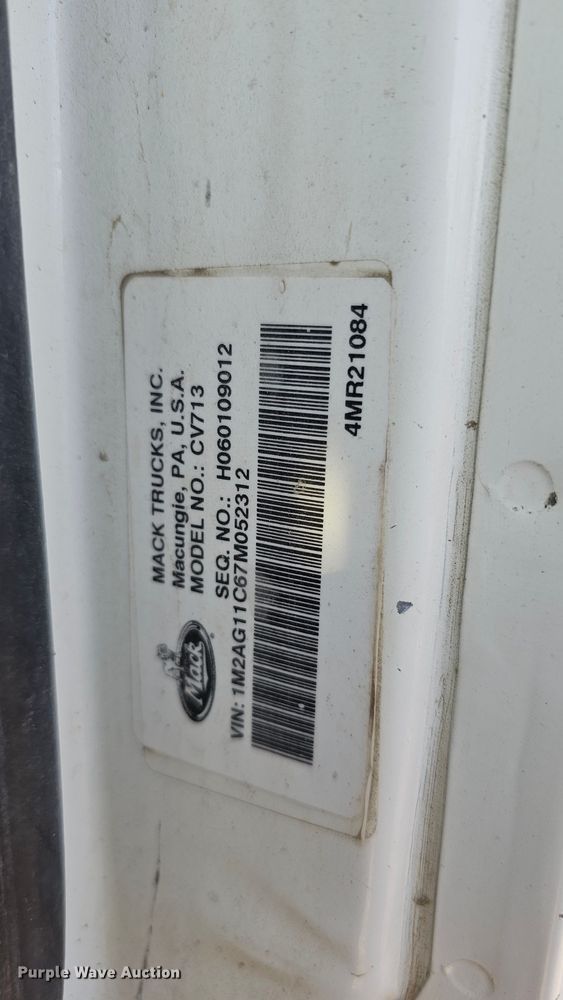 MACK TRUCKS, INC.
Macungie, PA, U.S.A.
MODEL NO.: CV713
SEQ. NO.: H060109012
Mack
VIN: 1M2AG11C67M052312
4MR21084
Purple Wave Auction